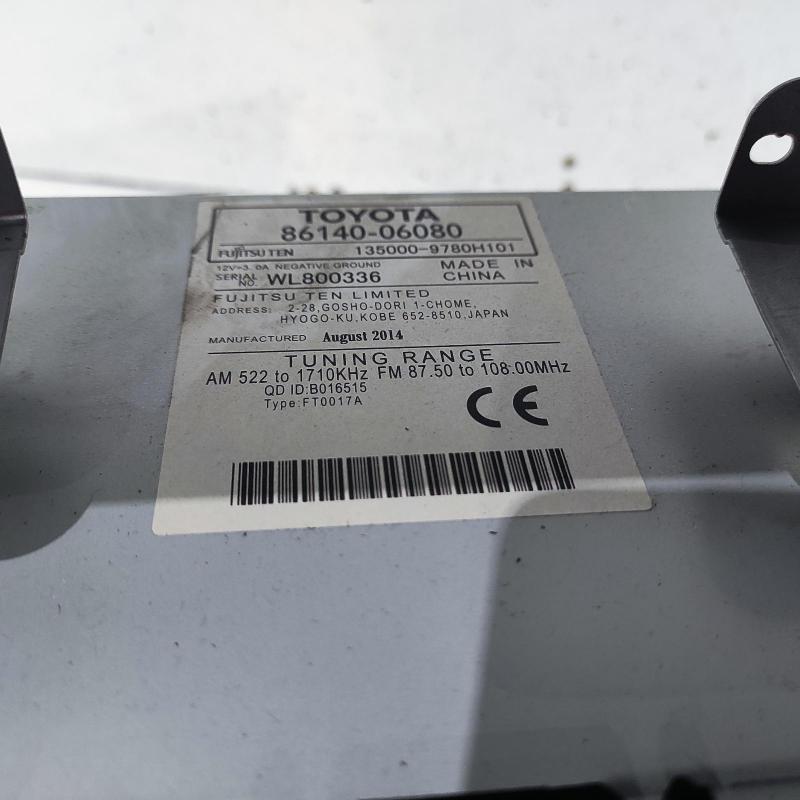 TOYOTA
86140-06080
FUJITSU TEN 135000-9780H101
12V⎓3.0A NEGATIVE GROUND
SERIAL NO. WL800336
MADE IN CHINA
FUJITSU TEN LIMITED
ADDRESS: 2-28,GOSHO-DORI 1-CHOME,
HYOGO-KU,KOBE 652-8510,JAPAN
MANUFACTURED August 2014
TUNING RANGE
AM 522 to 1710KHz FM 87.50 to 108.00MHz
QD ID:B016515
Type:FT0017A
CE